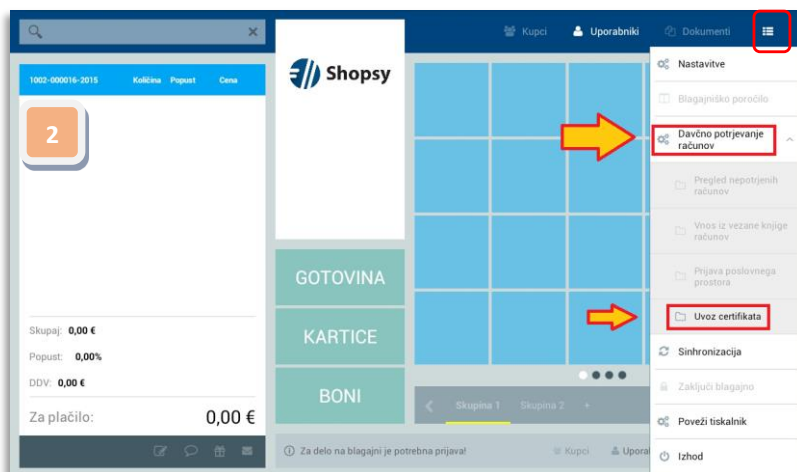 Kupci
Uporabniki
Dokumenti
1002-000016-2015 Količina Popust Cena
2
Shopsy
Nastavitve
Blagajniško poročilo
Davčno potrjevanje
računov
Pregled nepotrjenih
računov
Vnos iz vezane knjige
računov
Prijava poslovnega
prostora
Uvoz certifikata
Sinhronizacija
Zaključi blagajno
Poveži tiskalnik
Izhod
GOTOVINA
KARTICE
BONI
Skupaj: 0,00 €
Popust: 0,00%
DDV: 0,00 €
Za plačilo: 0,00 €
Skupina 1 Skupina 2 +
Za delo na blagajni je potrebna prijava!
Kupci